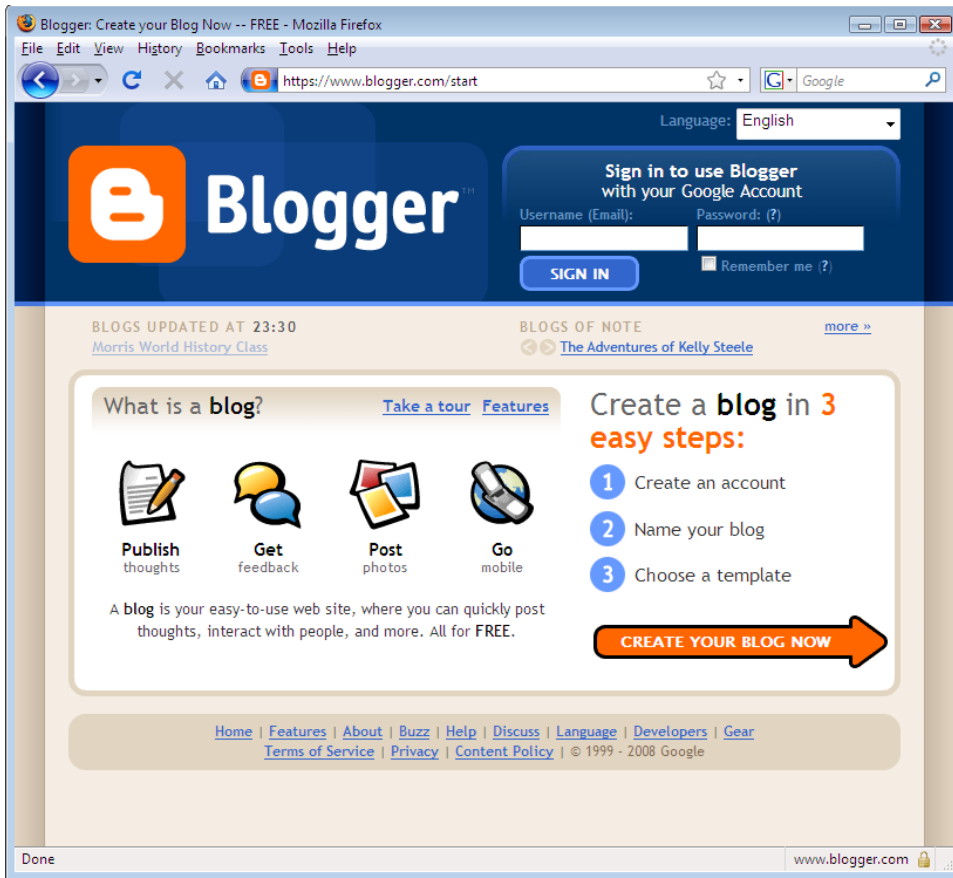 Blogger: Create your Blog Now -- FREE - Mozilla Firefox
File Edit View History Bookmarks Tools Help
https://www.blogger.com/start
G Google
Language: English
Blogger™
Sign in to use Blogger
with your Google Account
Username (Email): Password: (?)
SIGN IN
Remember me (?)
BLOGS UPDATED AT 23:30
Morris World History Class
BLOGS OF NOTE more »
The Adventures of Kelly Steele
What is a blog? Take a tour Features
Publish
thoughts
Get
feedback
Post
photos
Go
mobile
A blog is your easy-to-use web site, where you can quickly post
thoughts, interact with people, and more. All for FREE.
Create a blog in 3
easy steps:
1 Create an account
2 Name your blog
3 Choose a template
CREATE YOUR BLOG NOW
Home | Features | About | Buzz | Help | Discuss | Language | Developers | Gear
Terms of Service | Privacy | Content Policy | © 1999 - 2008 Google
Done www.blogger.com